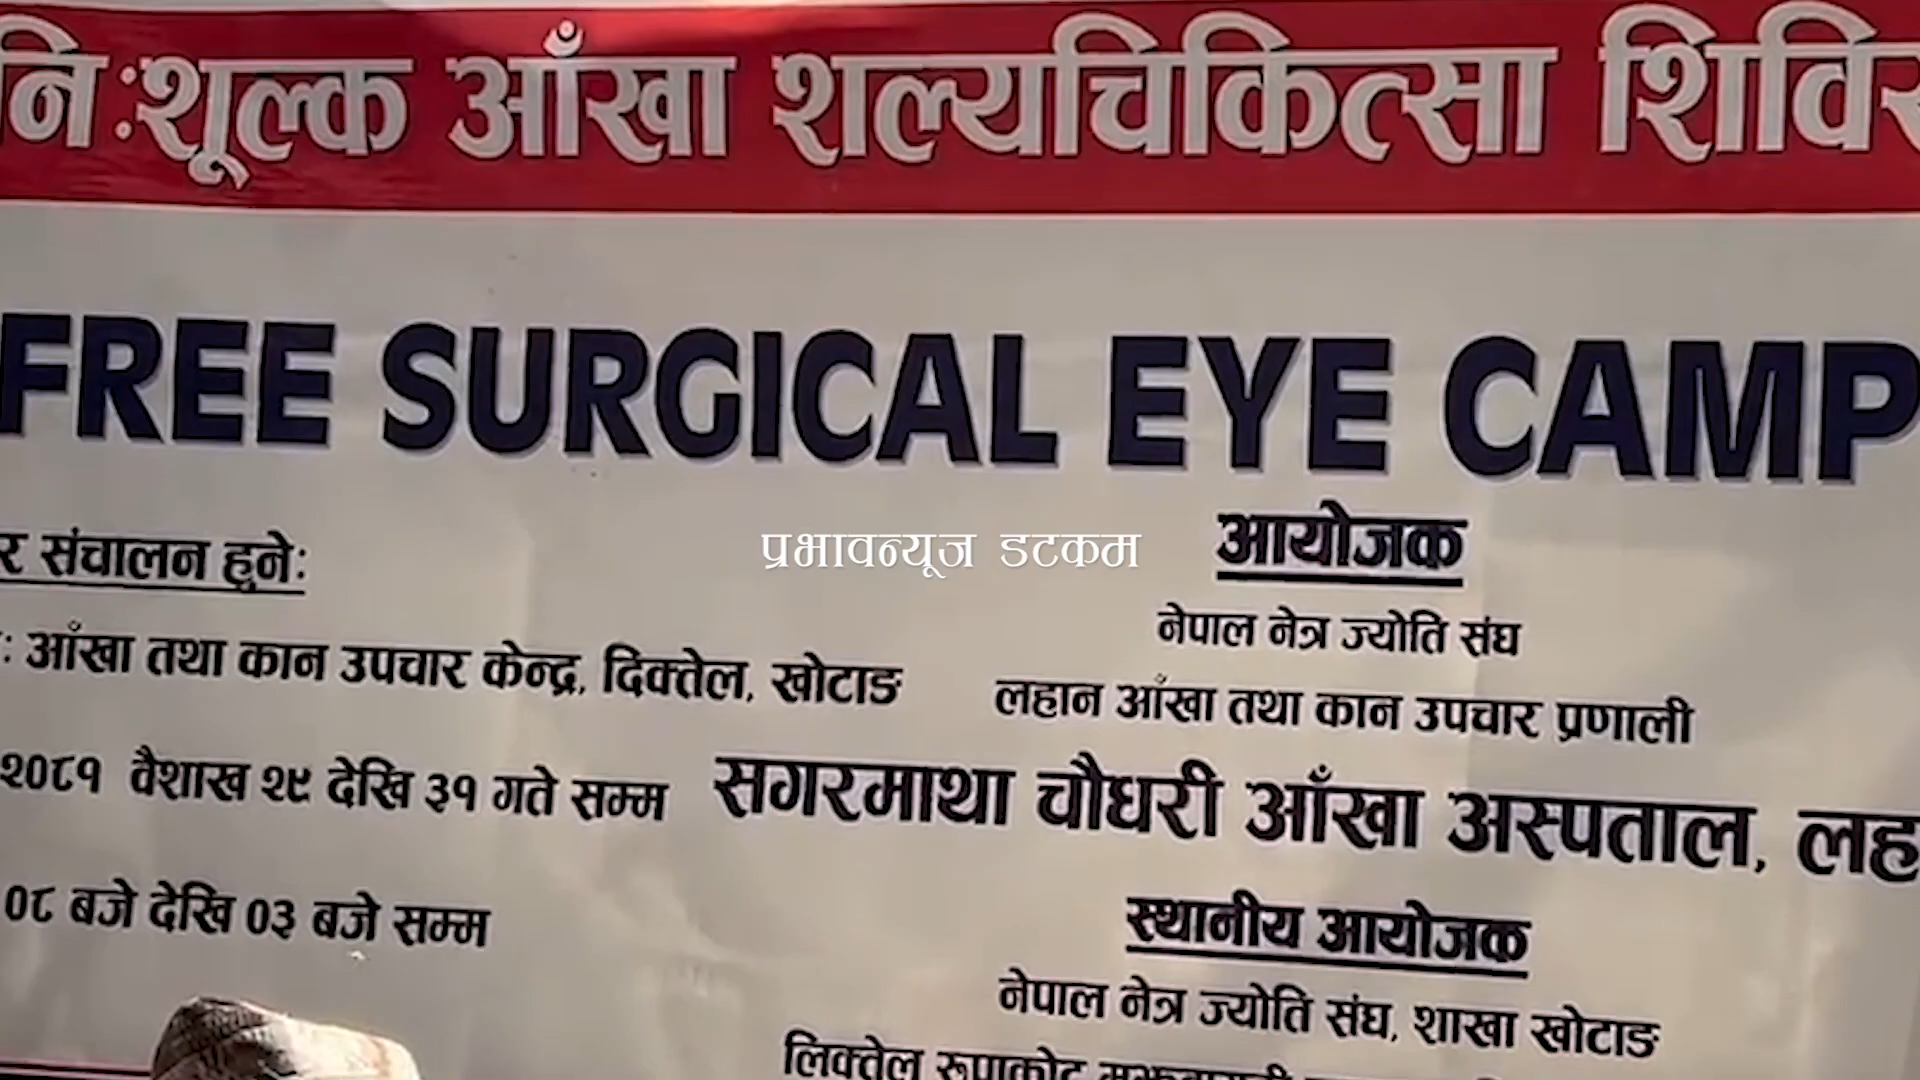 निःशूल्क आँखा शल्यचिकित्सा
FREE SURGICAL EYE CAMP
संचालन हुनेः
आँखा तथा कान उपचार केन्द्र, दिक्तेल, खोटाङ
२०८१ वैशाख २९ देखि ३१ गते सम्म
०८ बजे देखि ०३ बजे सम्म
प्रभावन्यूज डटकम
आयोजक
नेपाल नेत्र ज्योति संघ
लहान आँखा तथा कान उपचार प्रणाली
सगरमाथा चौधरी आँखा अस्पताल,
स्थानीय आयोजक
नेपाल नेत्र ज्योति संघ, शाखा खोटाङ